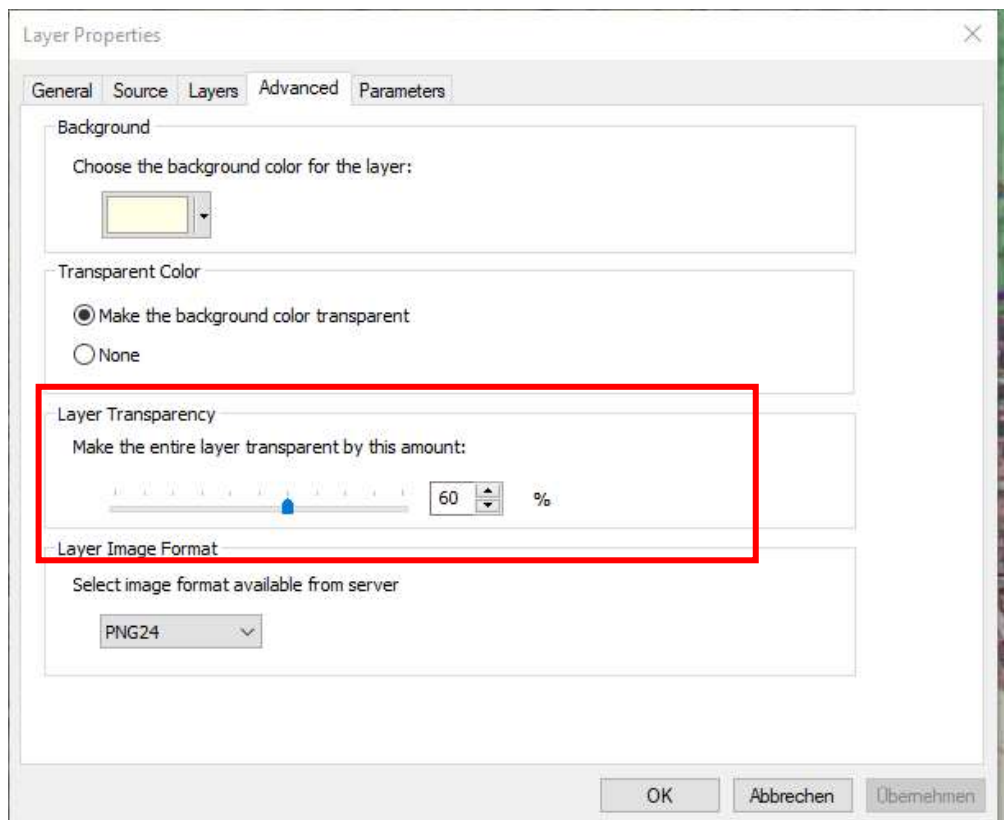 Layer Properties
General Source Layers Advanced Parameters
Background
Choose the background color for the layer:
Transparent Color
Make the background color transparent
None
Layer Transparency
Make the entire layer transparent by this amount:
60 %
Layer Image Format
Select image format available from server
PNG24
OK Abbrechen Übernehmen